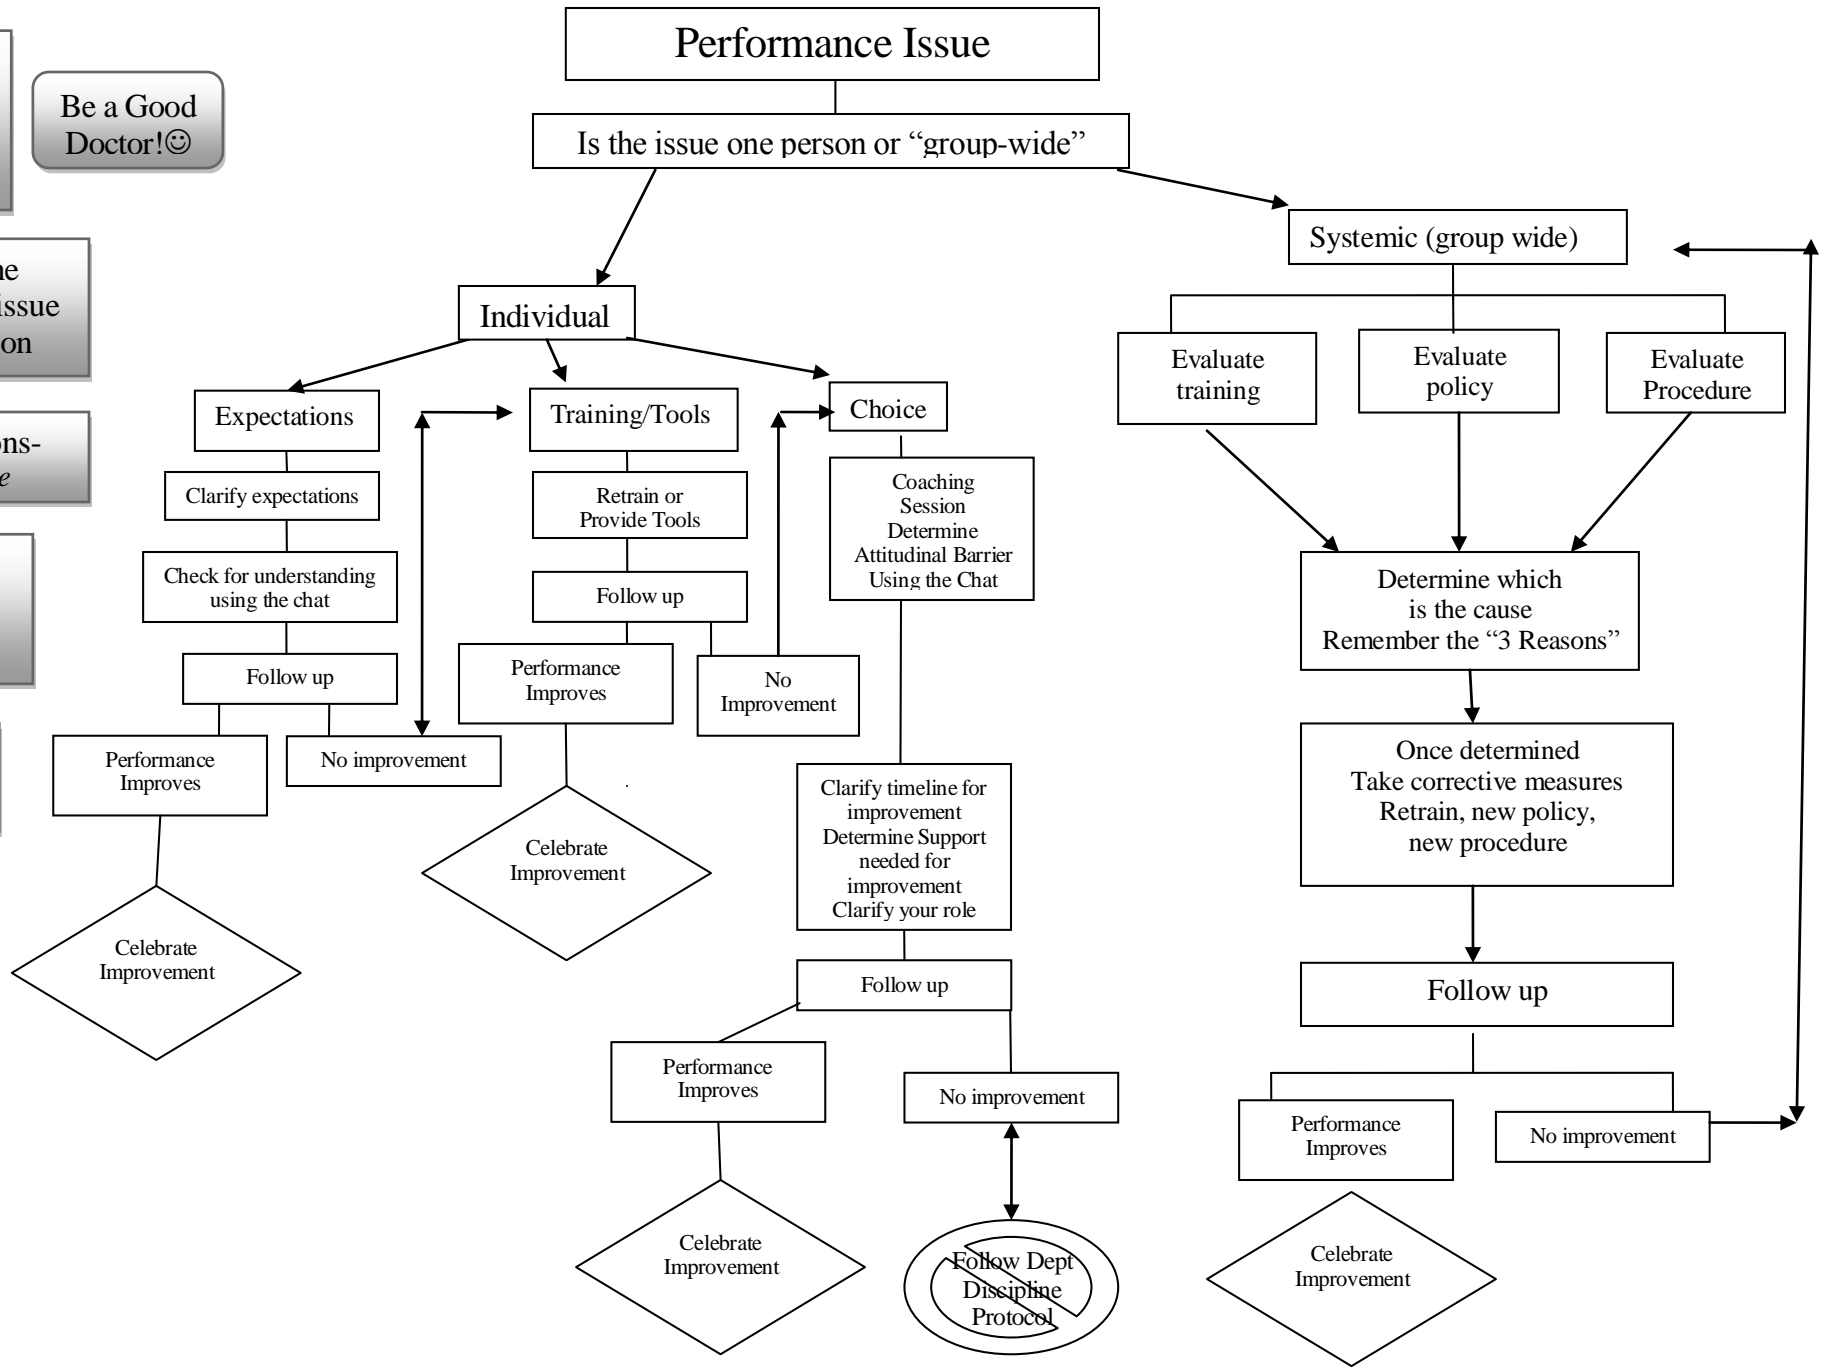 Performance Issue
Be a Good
Doctor!☺
Is the issue one person or “group-wide”
Systemic (group wide)
issue
on
Individual
Evaluate
training
Evaluate
policy
Evaluate
Procedure
Expectations
Training/Tools
Choice
Clarify expectations
Retrain or
Provide Tools
Coaching
Session
Determine
Attitudinal Barrier
Using the Chat
Check for understanding
using the chat
Follow up
Determine which
is the cause
Remember the “3 Reasons”
Follow up
Performance
Improves
No
Improvement
Performance
Improves
No improvement
Once determined
Take corrective measures
Retrain, new policy,
new procedure
Clarify timeline for
improvement
Determine Support
needed for
improvement
Clarify your role
Celebrate
Improvement
Celebrate
Improvement
Follow up
Follow up
Performance
Improves
No improvement
Performance
Improves
No improvement
Celebrate
Improvement
Follow Dept
Discipline
Protocol
Celebrate
Improvement